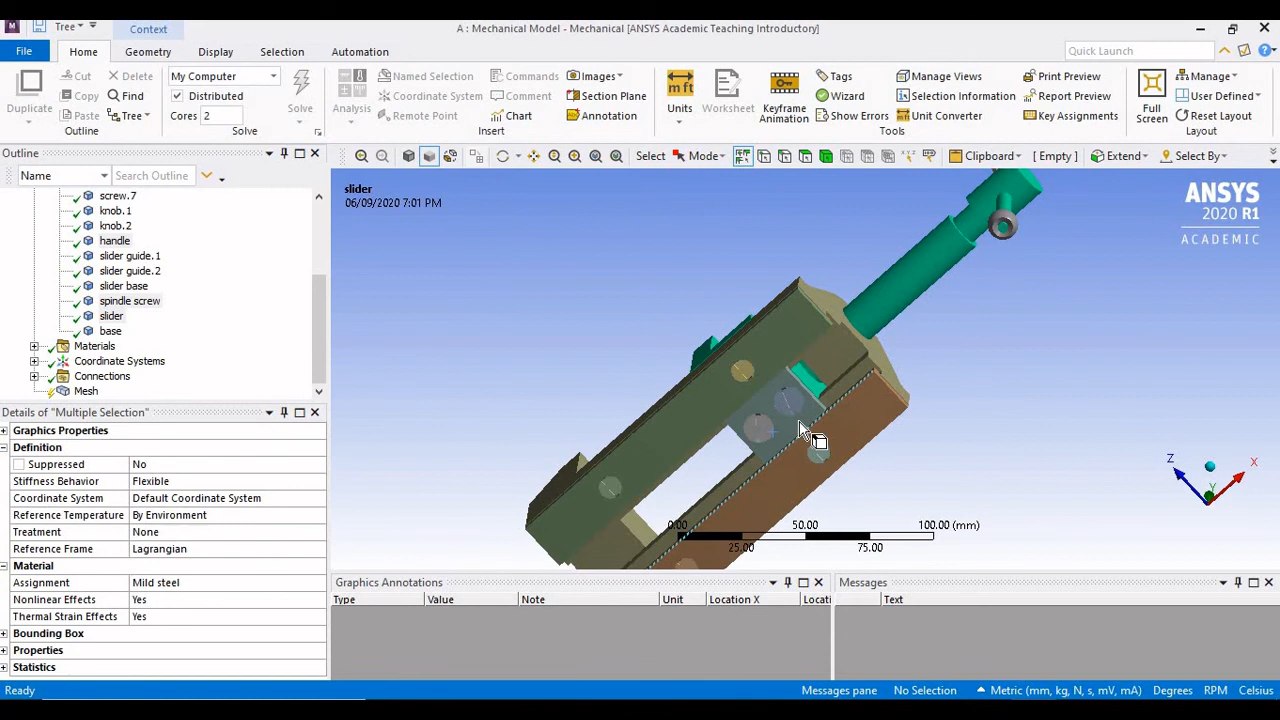 Tree
Context
A : Mechanical Model - Mechanical [ANSYS Academic Teaching Introductory]
File
Home
Geometry
Display
Selection
Automation
Quick Launch
Duplicate
Cut
Copy
Paste
Delete
Find
Tree
Outline
My Computer
Distributed
Cores 2
Solve
Solve
Analysis
Named Selection
Coordinate System
Remote Point
Commands
Comment
Chart
Images
Section Plane
Annotation
Insert
Units
Worksheet
Keyframe
Animation
Tags
Wizard
Show Errors
Manage Views
Selection Information
Unit Converter
Print Preview
Report Preview
Key Assignments
Tools
Full
Screen
Manage
User Defined
Reset Layout
Layout
Outline
Name
Search Outline
Select
Mode
Clipboard
[ Empty ]
Extend
Select By
screw.7
knob.1
knob.2
handle
slider guide.1
slider guide.2
slider base
spindle screw
slider
base
Materials
Coordinate Systems
Connections
Mesh
Details of "Multiple Selection"
Graphics Properties
Definition
Suppressed No
Stiffness Behavior Flexible
Coordinate System Default Coordinate System
Reference Temperature By Environment
Treatment None
Reference Frame Lagrangian
Material
Assignment Mild steel
Nonlinear Effects Yes
Thermal Strain Effects Yes
Bounding Box
Properties
Statistics
slider
06/09/2020 7:01 PM
ANSYS
2020 R1
ACADEMIC
Z
X
Y
0.00 50.00 100.00 (mm)
25.00 75.00
Graphics Annotations
Type Value Note Unit Location X Locati
Messages
Text
Ready
Messages pane No Selection Metric (mm, kg, N, s, mV, mA) Degrees RPM Celsius